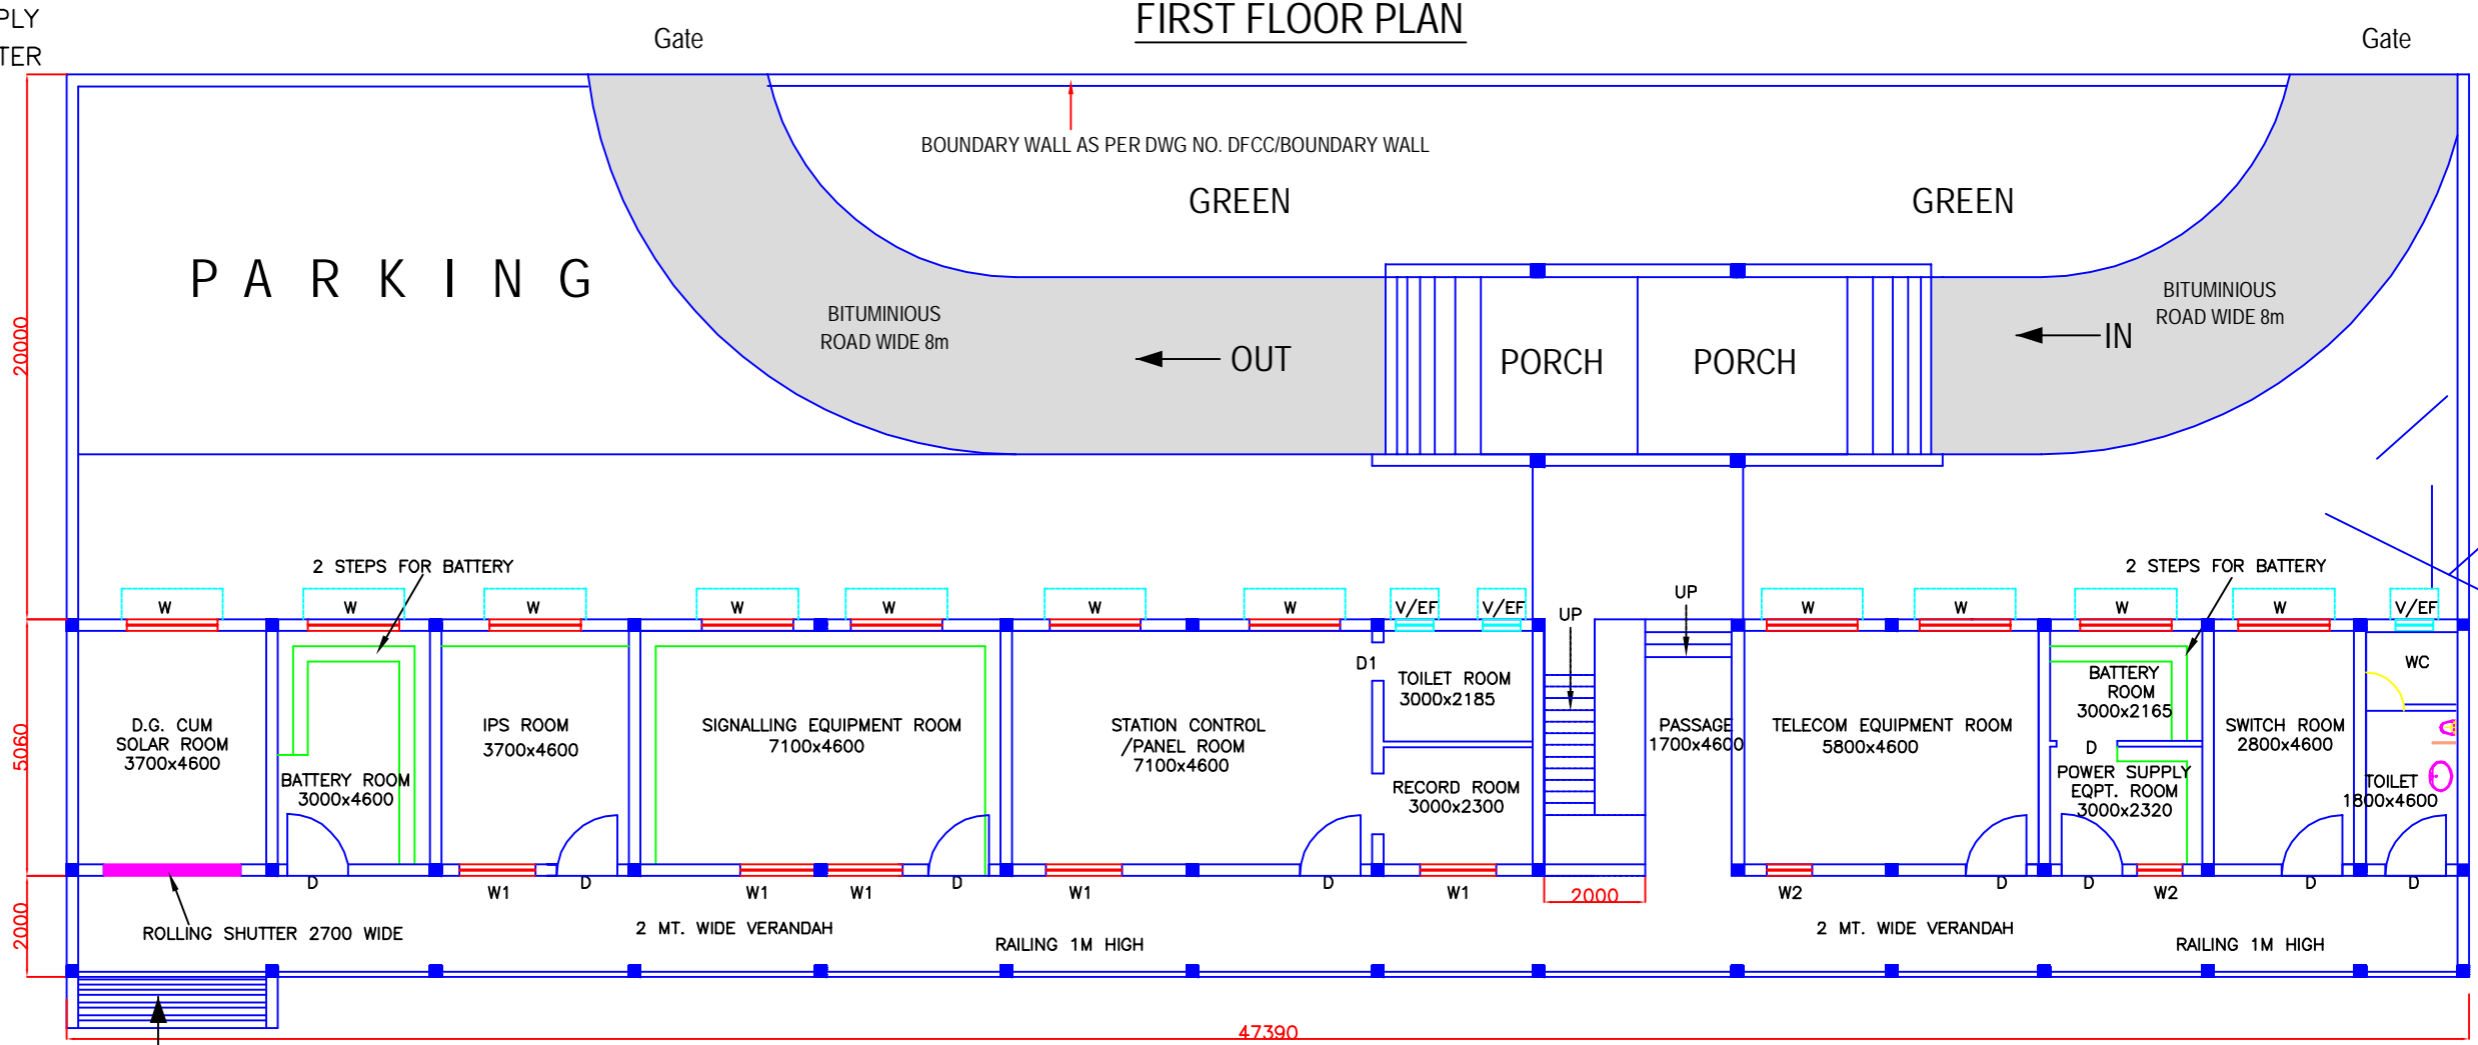 PLY
TER
FIRST FLOOR PLAN
Gate
Gate
BOUNDARY WALL AS PER DWG NO. DFCC/BOUNDARY WALL
GREEN
GREEN
P A R K I N G
BITUMINIOUS
ROAD WIDE 8m
OUT
PORCH
PORCH
IN
BITUMINIOUS
ROAD WIDE 8m
20000
2 STEPS FOR BATTERY
2 STEPS FOR BATTERY
W
W
W
W
W
W
W
V/EF
V/EF
UP
UP
W
W
W
W
V/EF
D.G. CUM
SOLAR ROOM
3700x4600
BATTERY ROOM
3000x4600
IPS ROOM
3700x4600
SIGNALLING EQUIPMENT ROOM
7100x4600
STATION CONTROL
/PANEL ROOM
7100x4600
D1
TOILET ROOM
3000x2185
RECORD ROOM
3000x2300
PASSAGE
1700x4600
TELECOM EQUIPMENT ROOM
5800x4600
BATTERY
ROOM
3000x2165
D
POWER SUPPLY
EQPT. ROOM
3000x2320
SWITCH ROOM
2800x4600
WC
TOILET
1800x4600
5060
D
W1
D
W1
W1
D
W1
D
W1
2000
W2
D
D
W2
D
D
2000
ROLLING SHUTTER 2700 WIDE
2 MT. WIDE VERANDAH
RAILING 1M HIGH
2 MT. WIDE VERANDAH
RAILING 1M HIGH
47390